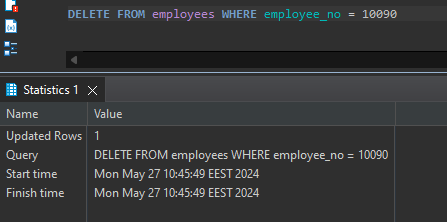 DELETE FROM employees WHERE employee_no = 10090
Statistics 1
Name Value
Updated Rows 1
Query DELETE FROM employees WHERE employee_no = 10090
Start time Mon May 27 10:45:49 EEST 2024
Finish time Mon May 27 10:45:49 EEST 2024